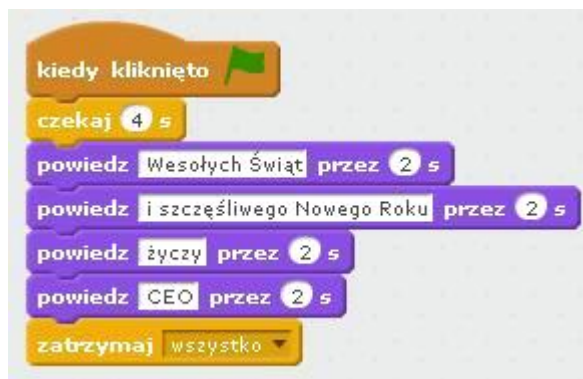 kiedy kliknięto
czekaj 4 s
powiedz Wesołych Świąt przez 2 s
powiedz i szczęśliwego Nowego Roku przez 2 s
powiedz życzy przez 2 s
powiedz CEO przez 2 s
zatrzymaj wszystko